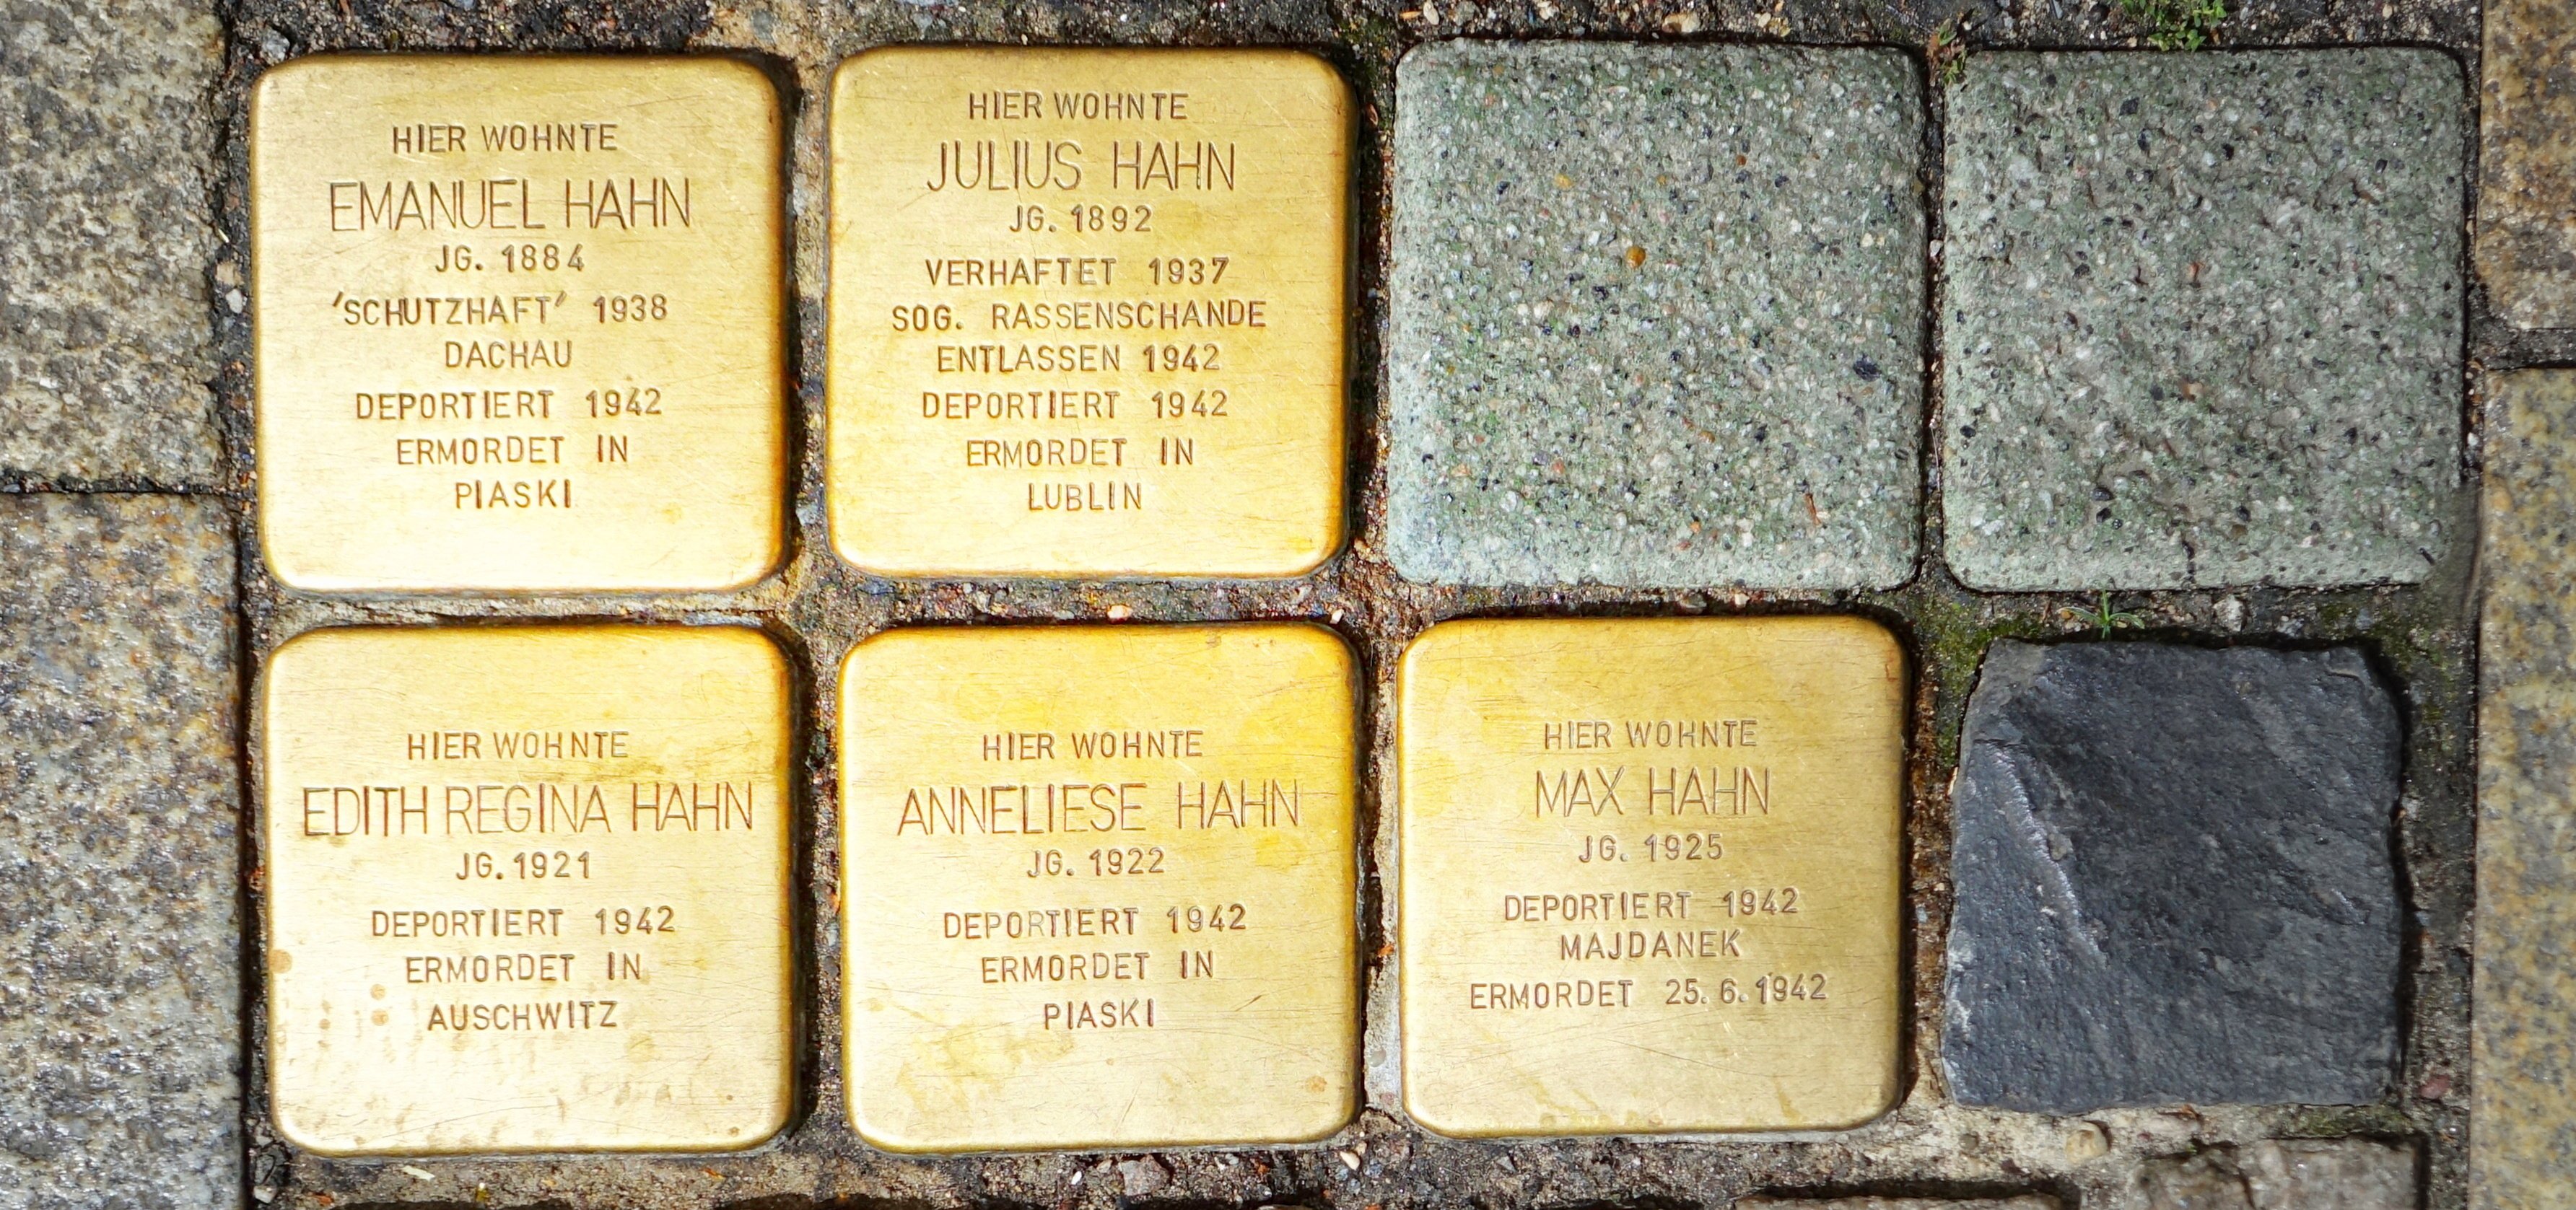 HIER WOHNTE
EMANUEL HAHN
JG. 1884
'SCHUTZHAFT' 1938
DACHAU
DEPORTIERT 1942
ERMORDET IN
PIASKI
HIER WOHNTE
JULIUS HAHN
JG. 1892
VERHAFTET 1937
SOG. RASSENSCHANDE
ENTLASSEN 1942
DEPORTIERT 1942
ERMORDET IN
LUBLIN
HIER WOHNTE
EDITH REGINA HAHN
JG. 1921
DEPORTIERT 1942
ERMORDET IN
AUSCHWITZ
HIER WOHNTE
ANNELIESE HAHN
JG. 1922
DEPORTIERT 1942
ERMORDET IN
PIASKI
HIER WOHNTE
MAX HAHN
JG. 1925
DEPORTIERT 1942
MAJDANEK
ERMORDET 25.6.1942